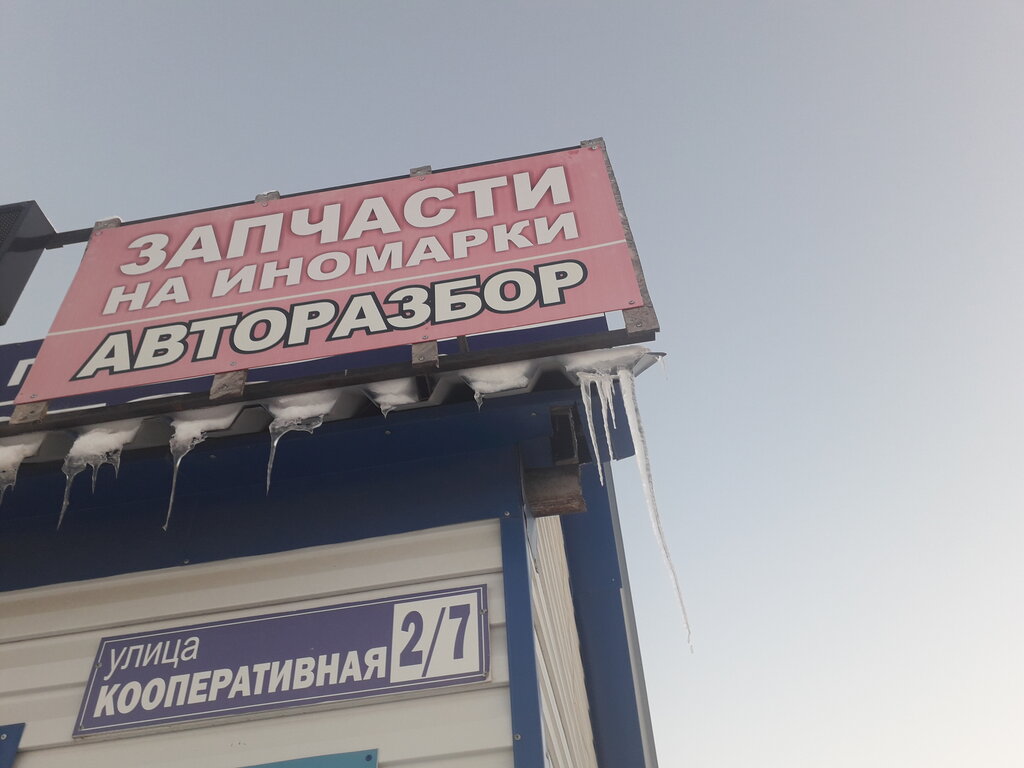 ЗАПЧАСТИ
НА ИНОМАРКИ
АВТОРАЗБОР
улица
КООПЕРАТИВНАЯ 2/7